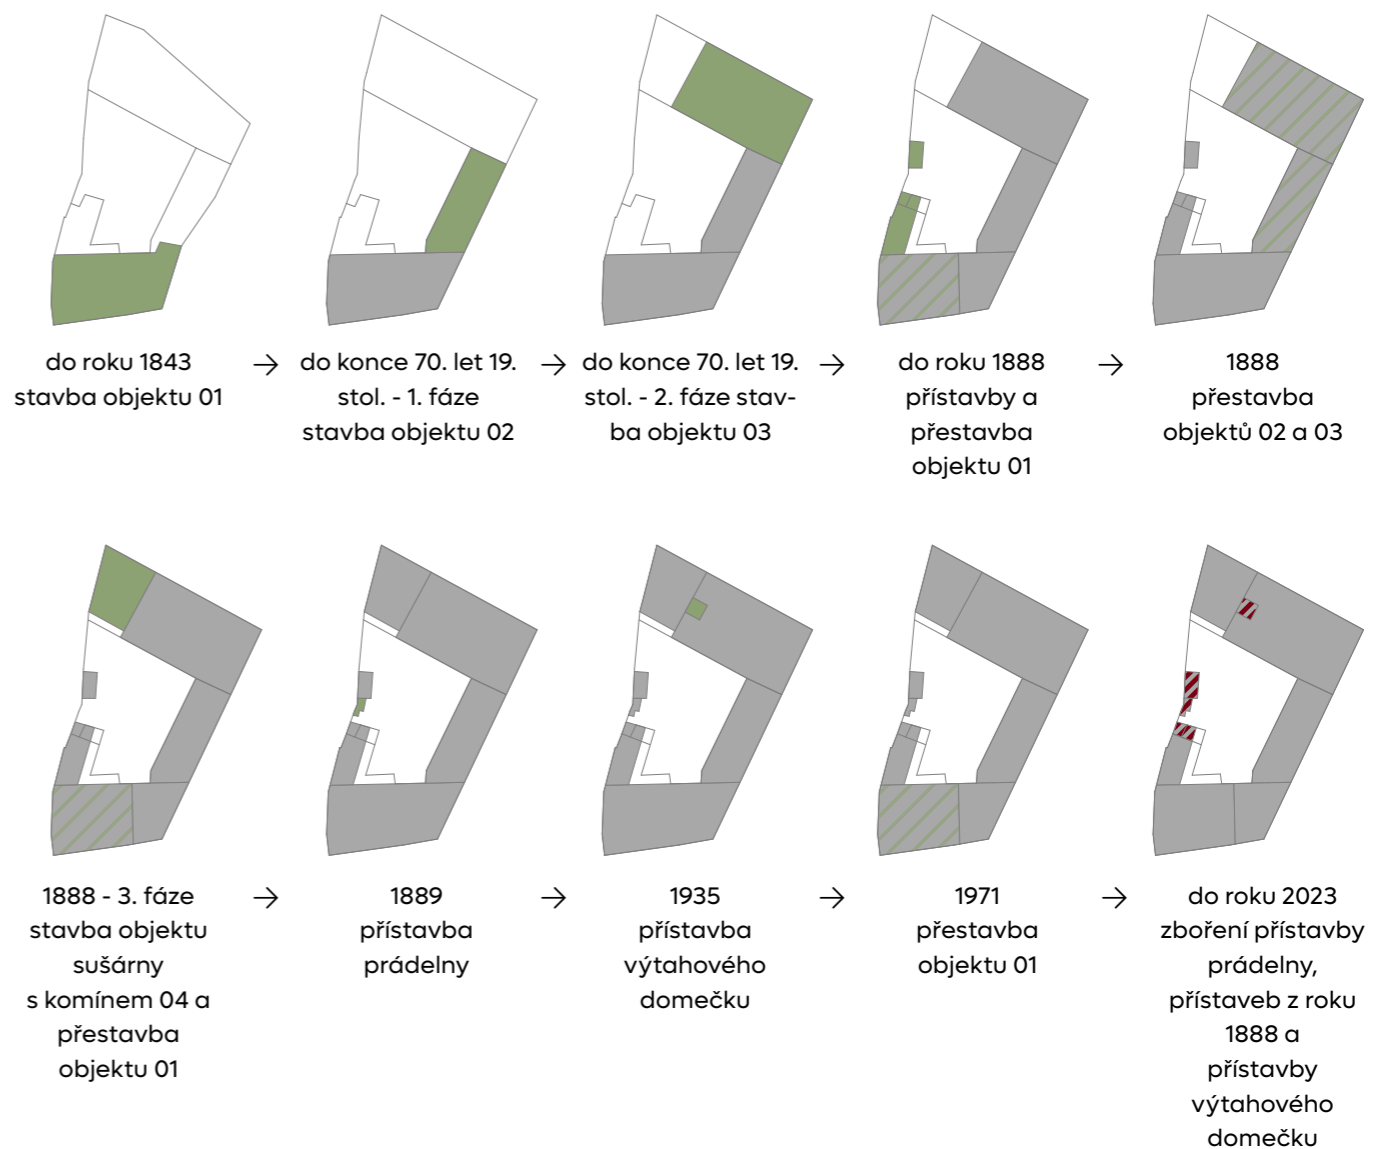 do roku 1843
stavba objektu 01
→
do konce 70. let 19.
stol. - 1. fáze
stavba objektu 02
→
do konce 70. let 19.
stol. - 2. fáze stav-
ba objektu 03
→
do roku 1888
přístavby a
přestavba
objektu 01
→
1888
přestavba
objektů 02 a 03
1888 - 3. fáze
stavba objektu
sušárny
s komínem 04 a
přestavba
objektu 01
→
1889
přístavba
prádelny
→
1935
přístavba
výtahového
domečku
→
1971
přestavba
objektu 01
→
do roku 2023
zboření přístavby
prádelny,
přístaveb z roku
1888 a
přístavby
výtahového
domečku